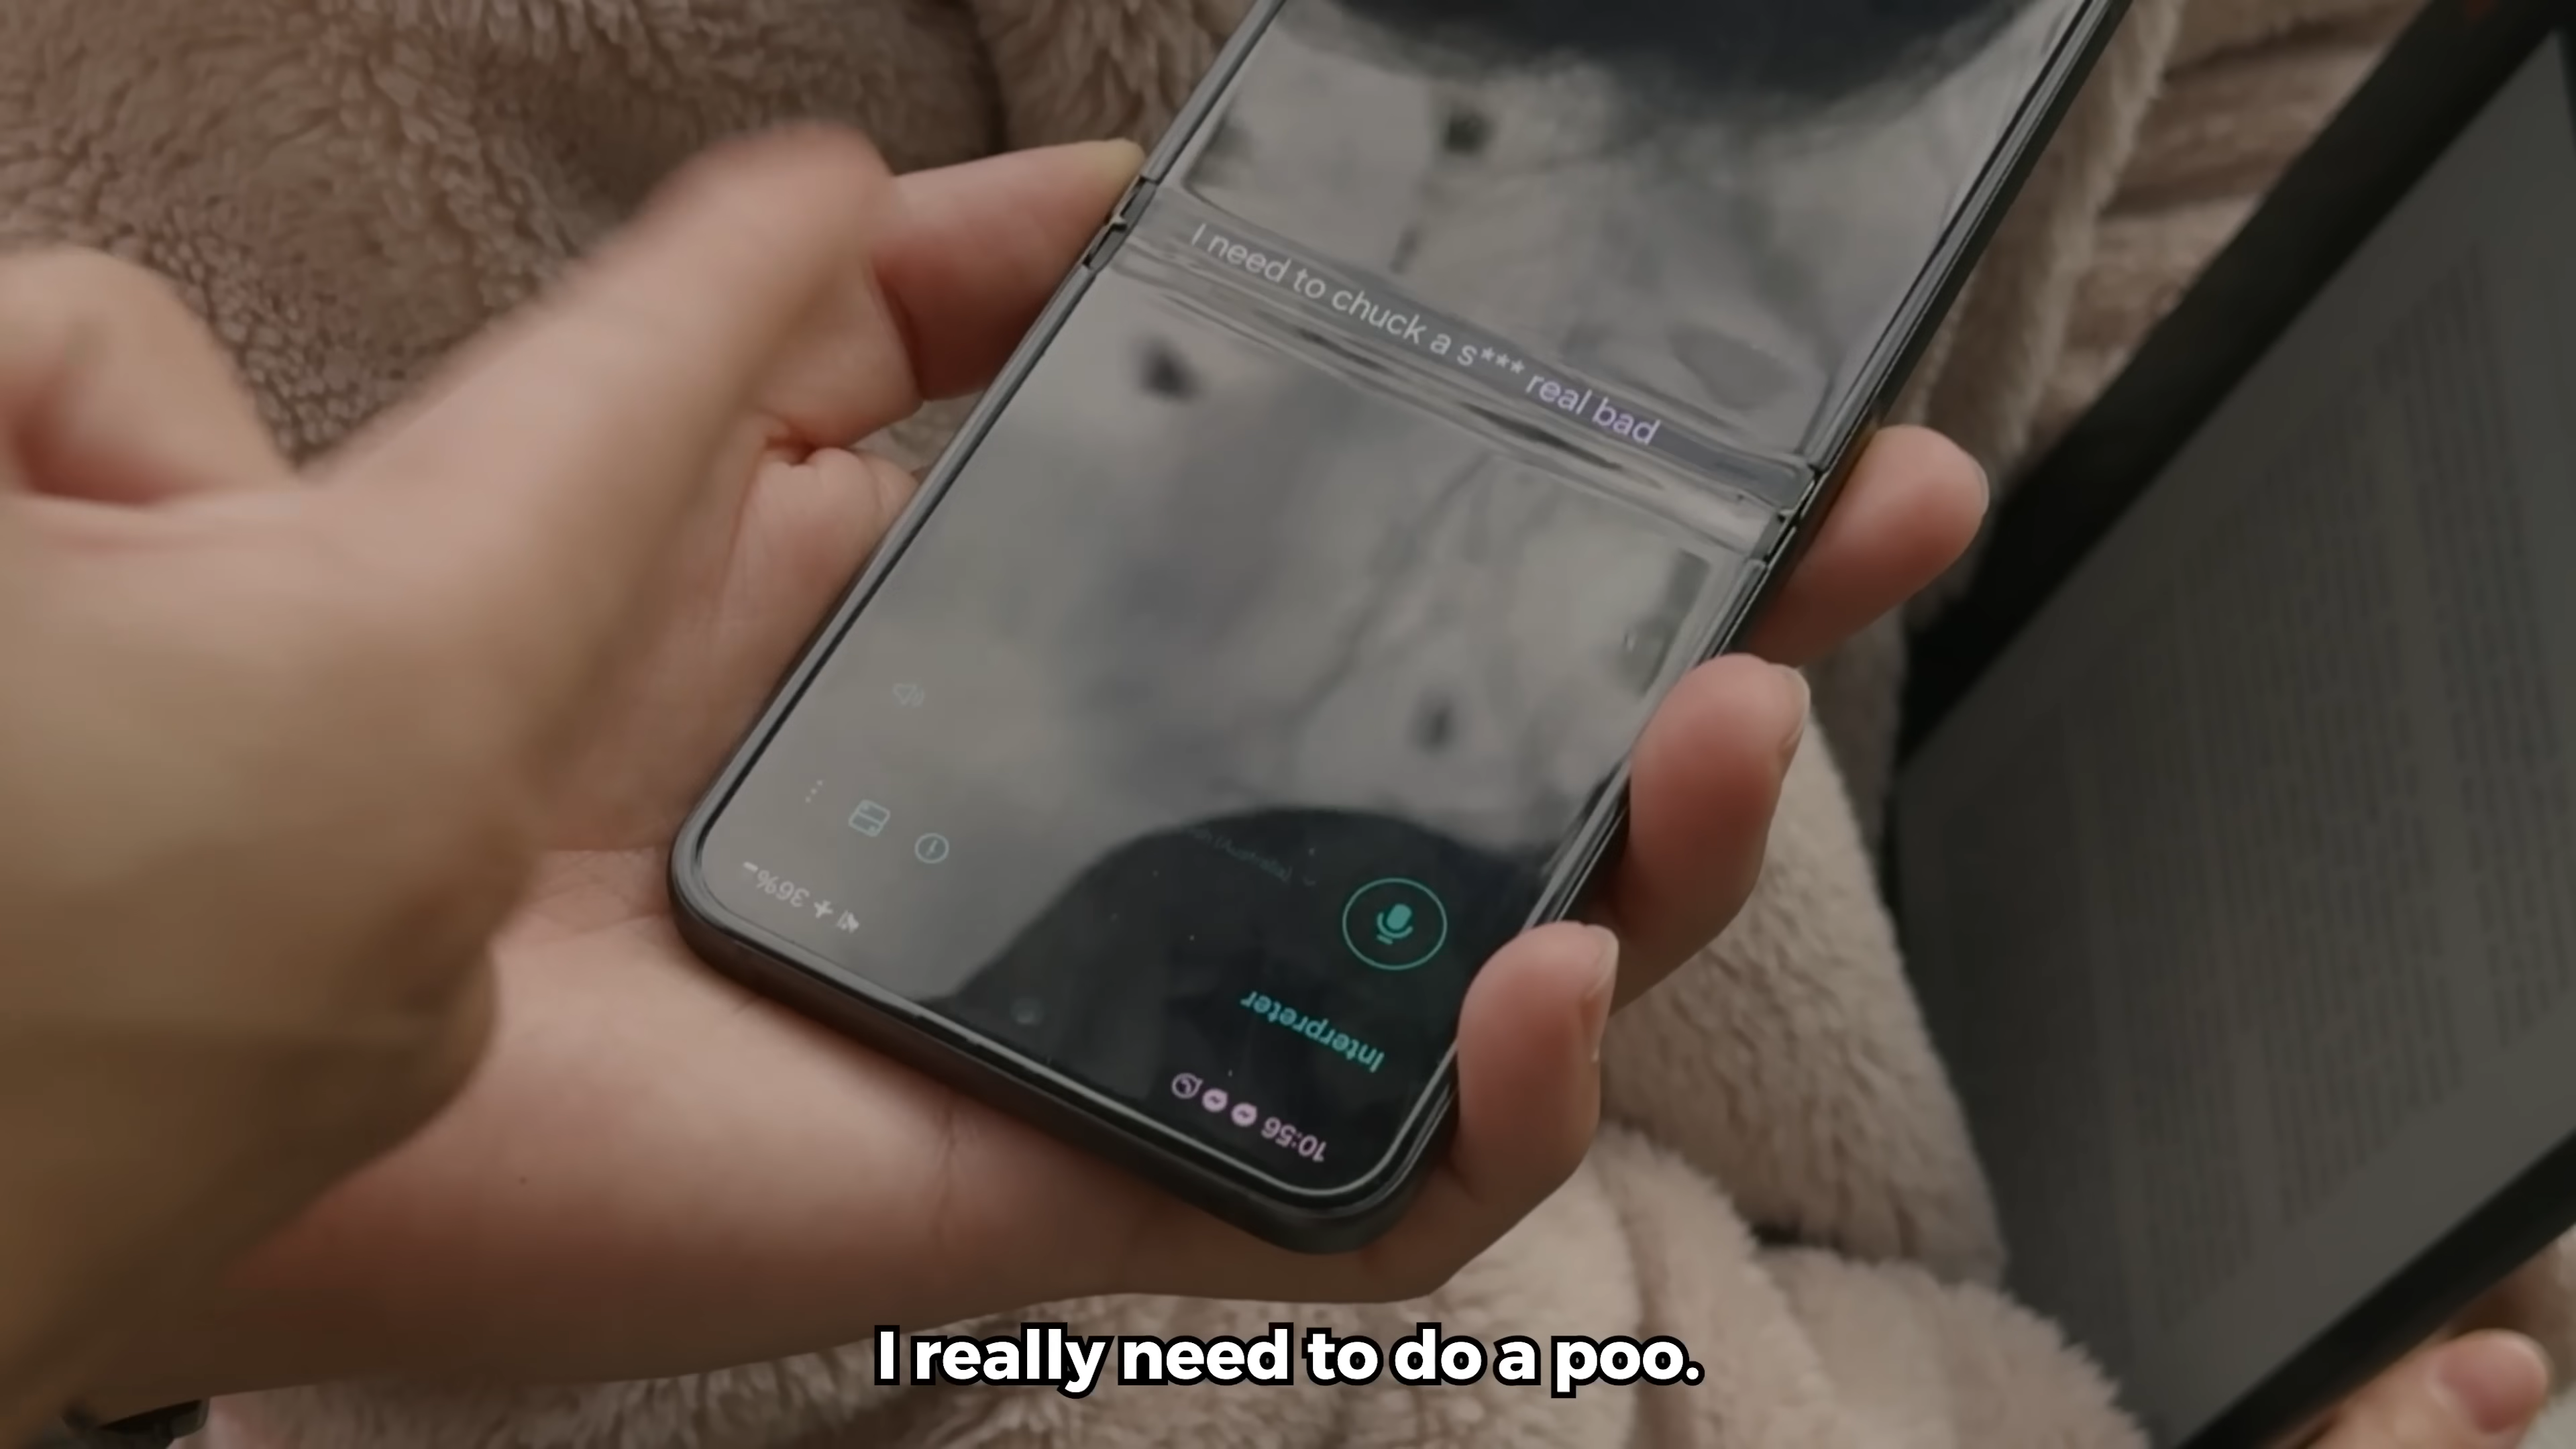 I need to chuck a s*** real bad
36%
Interpreter
10:56
I really need to do a poo.